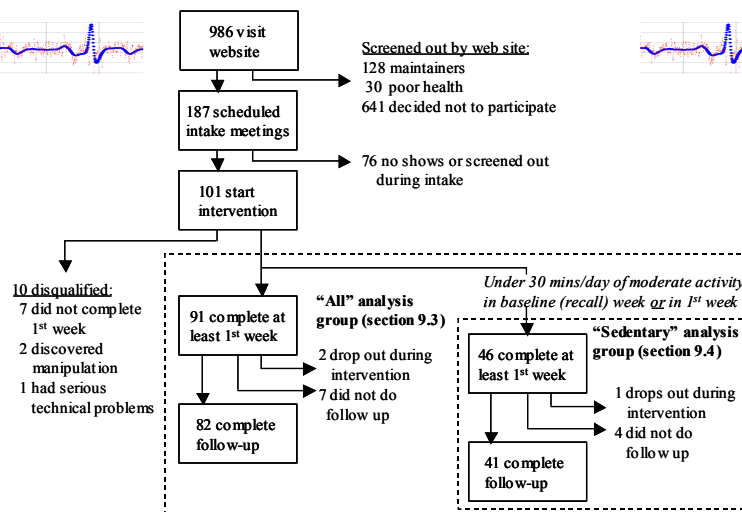 986 visit
website
Screened out by web site:
128 maintainers
30 poor health
641 decided not to participate
187 scheduled
intake meetings
76 no shows or screened out
during intake
101 start
intervention
10 disqualified:
7 did not complete
1st week
2 discovered
manipulation
1 had serious
technical problems
Under 30 mins/day of moderate activity
in baseline (recall) week or in 1st week
91 complete at
least 1st week
“All” analysis
group (section 9.3)
2 drop out during
intervention
7 did not do
follow up
82 complete
follow-up
“Sedentary” analysis
group (section 9.4)
46 complete at
least 1st week
1 drops out during
intervention
4 did not do
follow up
41 complete
follow-up